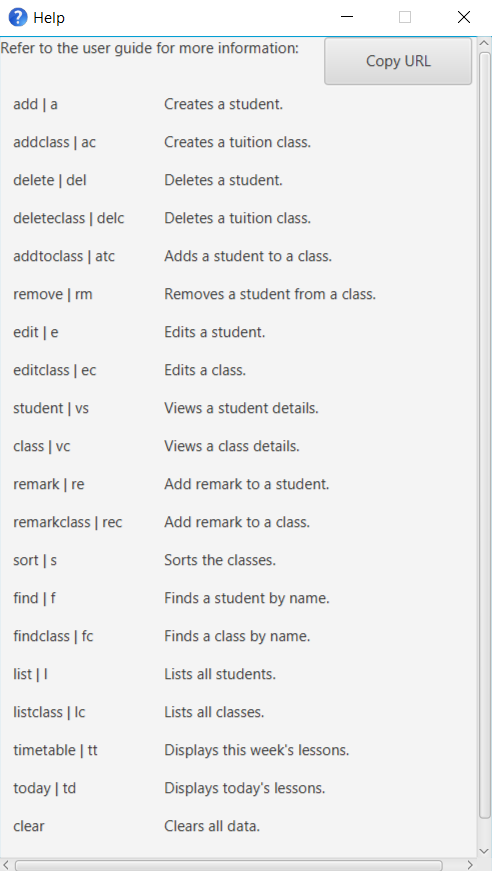 Help
Refer to the user guide for more information:
Copy URL
add | a Creates a student.
addclass | ac Creates a tuition class.
delete | del Deletes a student.
deleteclass | delc Deletes a tuition class.
addtoclass | atc Adds a student to a class.
remove | rm Removes a student from a class.
edit | e Edits a student.
editclass | ec Edits a class.
student | vs Views a student details.
class | vc Views a class details.
remark | re Add remark to a student.
remarkclass | rec Add remark to a class.
sort | s Sorts the classes.
find | f Finds a student by name.
findclass | fc Finds a class by name.
list | l Lists all students.
listclass | lc Lists all classes.
timetable | tt Displays this week's lessons.
today | td Displays today's lessons.
clear Clears all data.